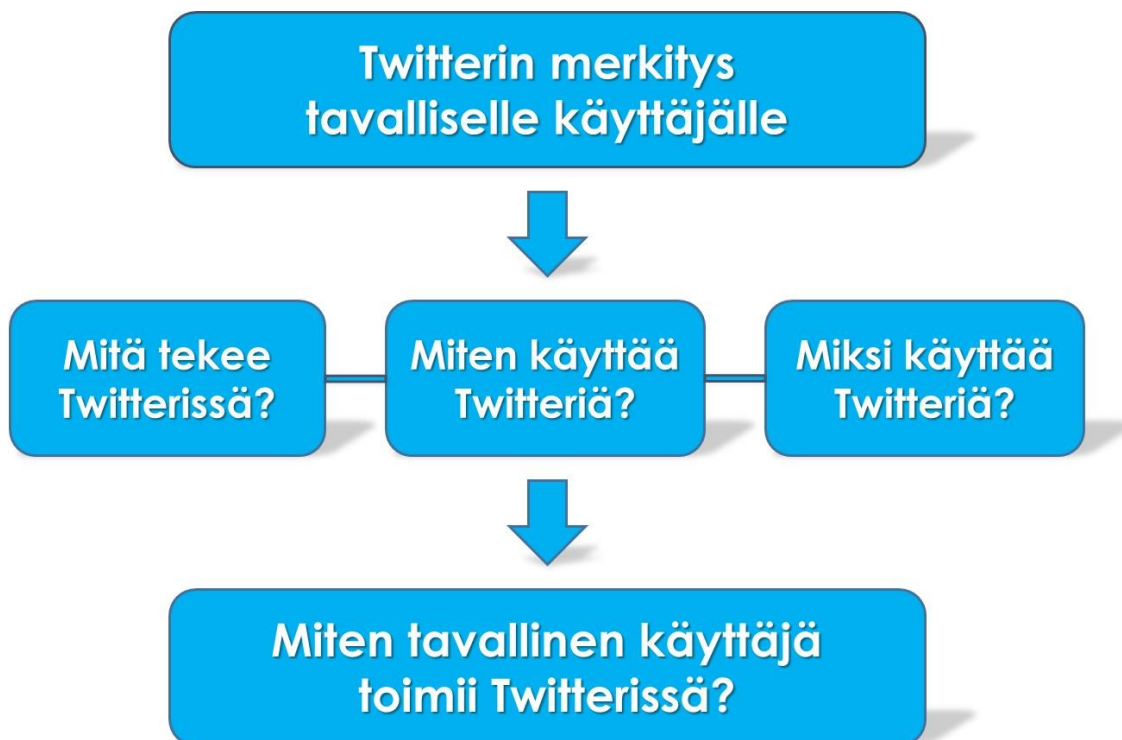 Twitterin merkitys
tavalliselle käyttäjälle
Mitä tekee
Twitterissä?
Miten käyttää
Twitteriä?
Miksi käyttää
Twitteriä?
Miten tavallinen käyttäjä
toimii Twitterissä?